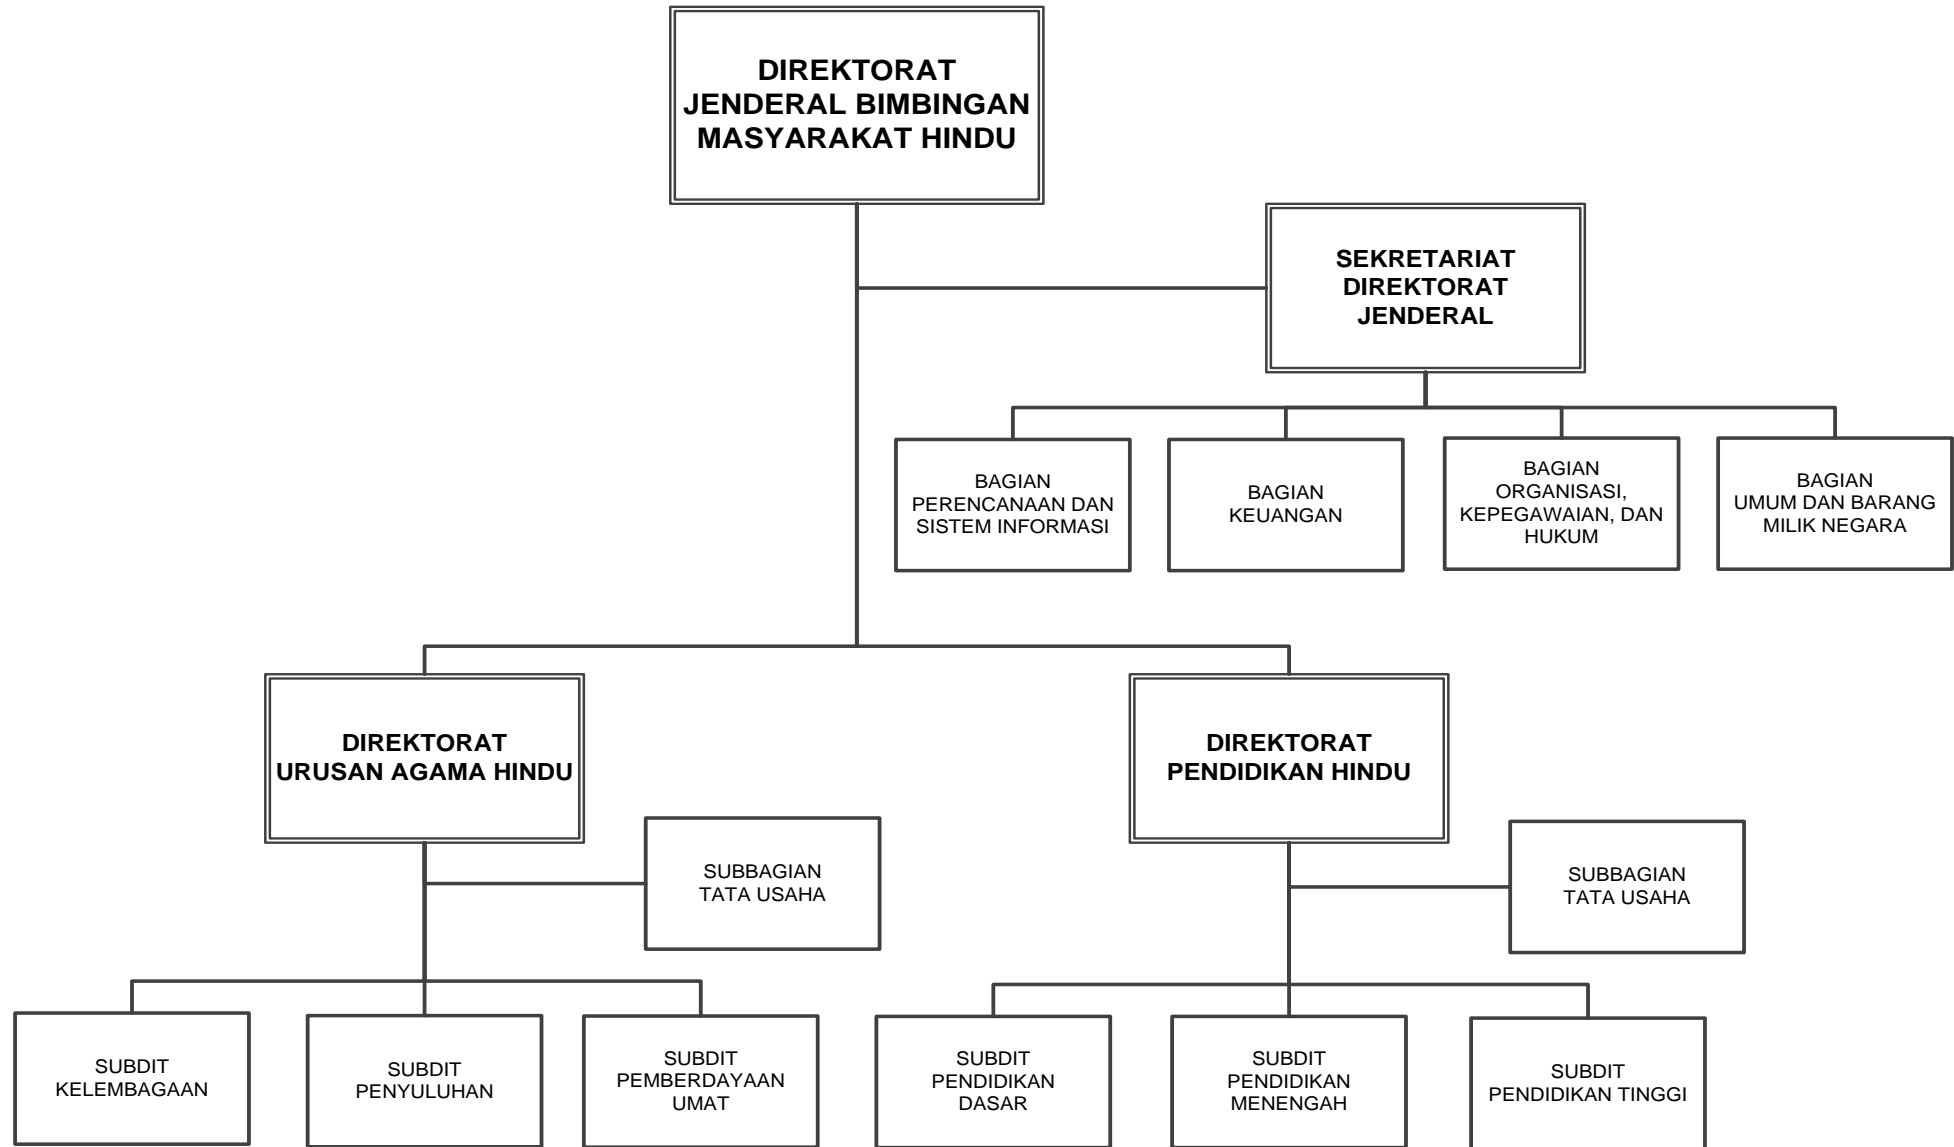 DIREKTORAT
JENDERAL BIMBINGAN
MASYARAKAT HINDU
SEKRETARIAT
DIREKTORAT
JENDERAL
BAGIAN
PERENCANAAN DAN
SISTEM INFORMASI
BAGIAN
KEUANGAN
BAGIAN
ORGANISASI,
KEPEGAWAIAN, DAN
HUKUM
BAGIAN
UMUM DAN BARANG
MILIK NEGARA
DIREKTORAT
URUSAN AGAMA HINDU
DIREKTORAT
PENDIDIKAN HINDU
SUBBAGIAN
TATA USAHA
SUBBAGIAN
TATA USAHA
SUBDIT
KELEMBAGAAN
SUBDIT
PENYULUHAN
SUBDIT
PEMBERDAYAAN
UMAT
SUBDIT
PENDIDIKAN
DASAR
SUBDIT
PENDIDIKAN
MENENGAH
SUBDIT
PENDIDIKAN TINGGI